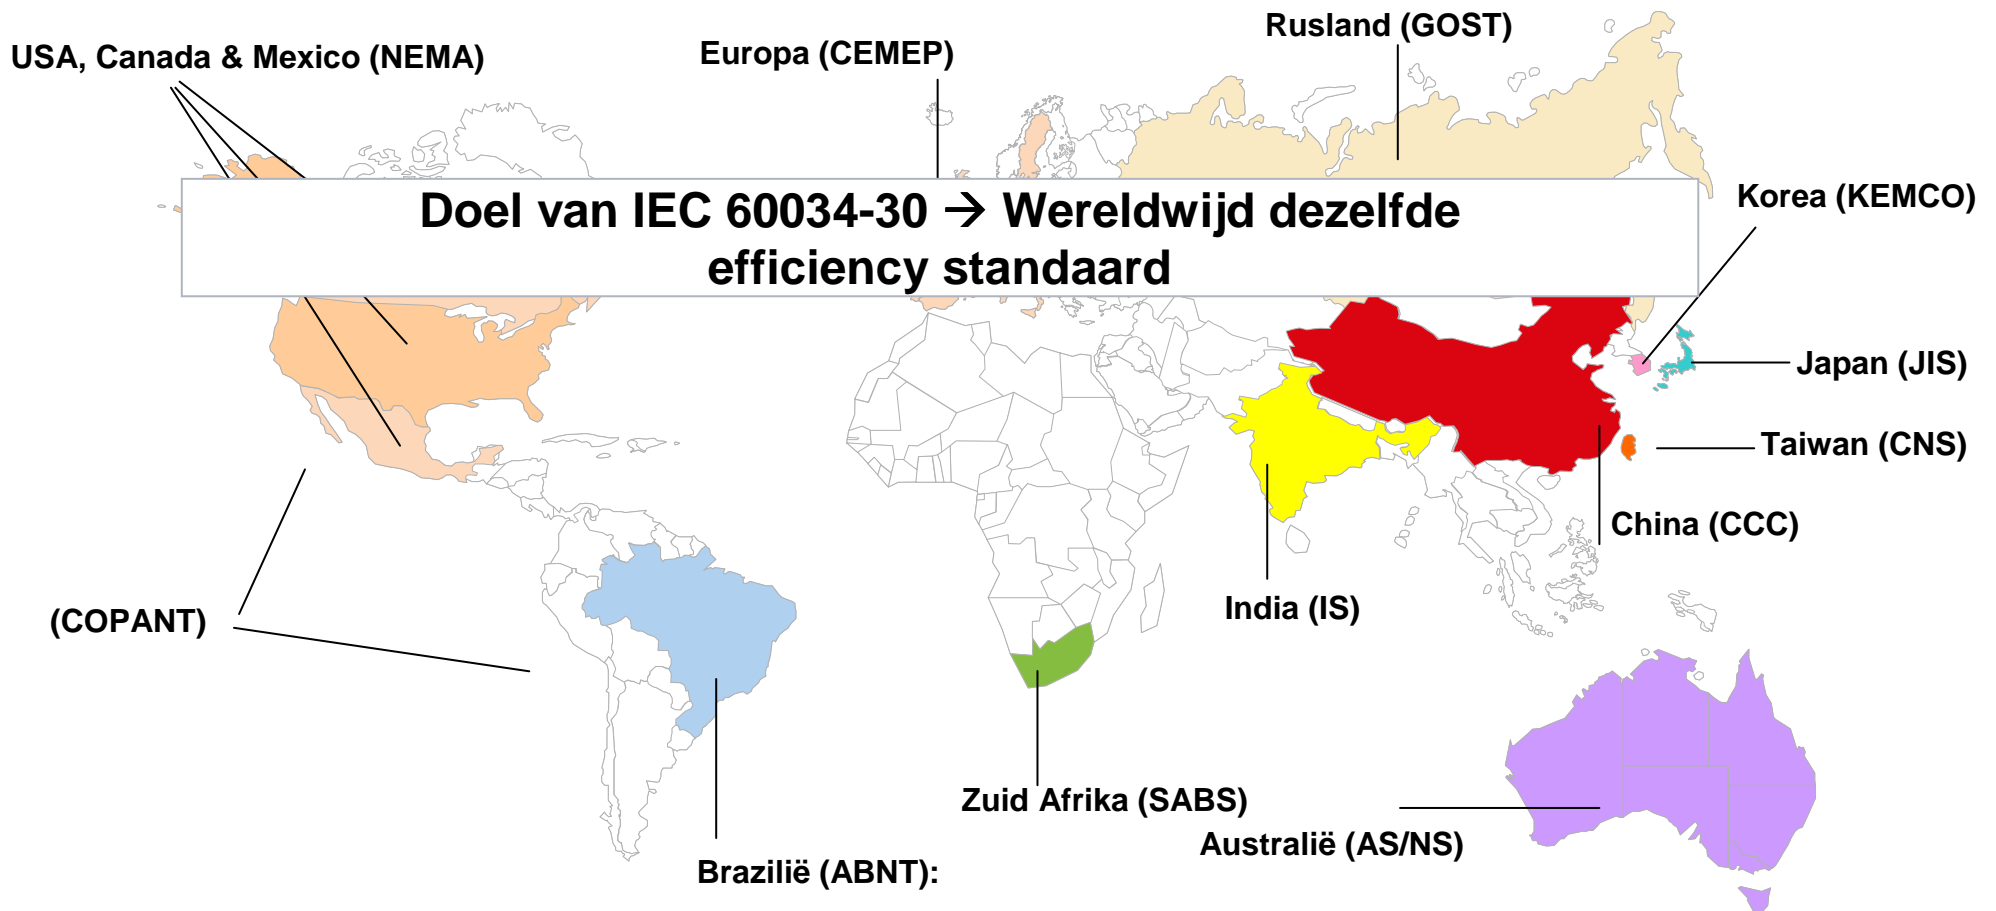 Rusland (GOST)
USA, Canada & Mexico (NEMA)
Europa (CEMEP)
Doel van IEC 60034-30 → Wereldwijd dezelfde
efficiency standaard
Korea (KEMCO)
Japan (JIS)
Taiwan (CNS)
China (CCC)
India (IS)
(COPANT)
Zuid Afrika (SABS)
Australië (AS/NS)
Brazilië (ABNT):